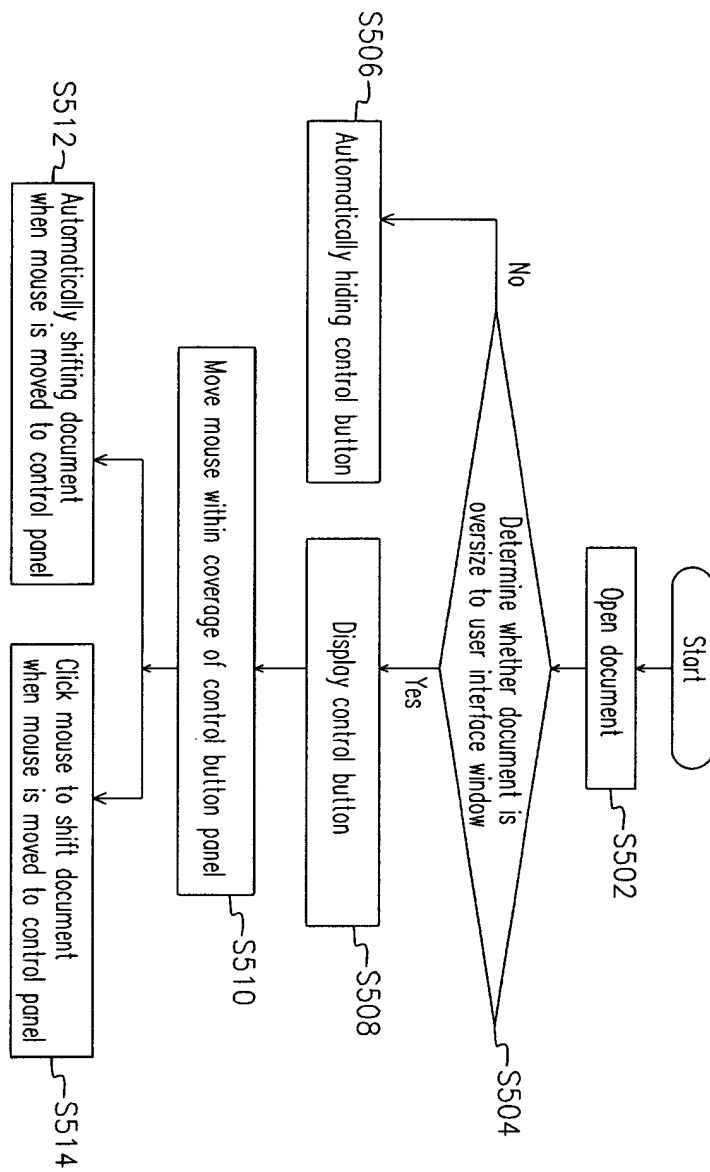 Start
Open document
S502
Determine whether document is
oversize to user interface window
S504
No
Yes
Automatically hiding control button
S506
Display control button
S508
Move mouse within coverage of control button panel
S510
Automatically shifting document
when mouse is moved to control panel
S512
Click mouse to shift document
when mouse is moved to control panel
S514